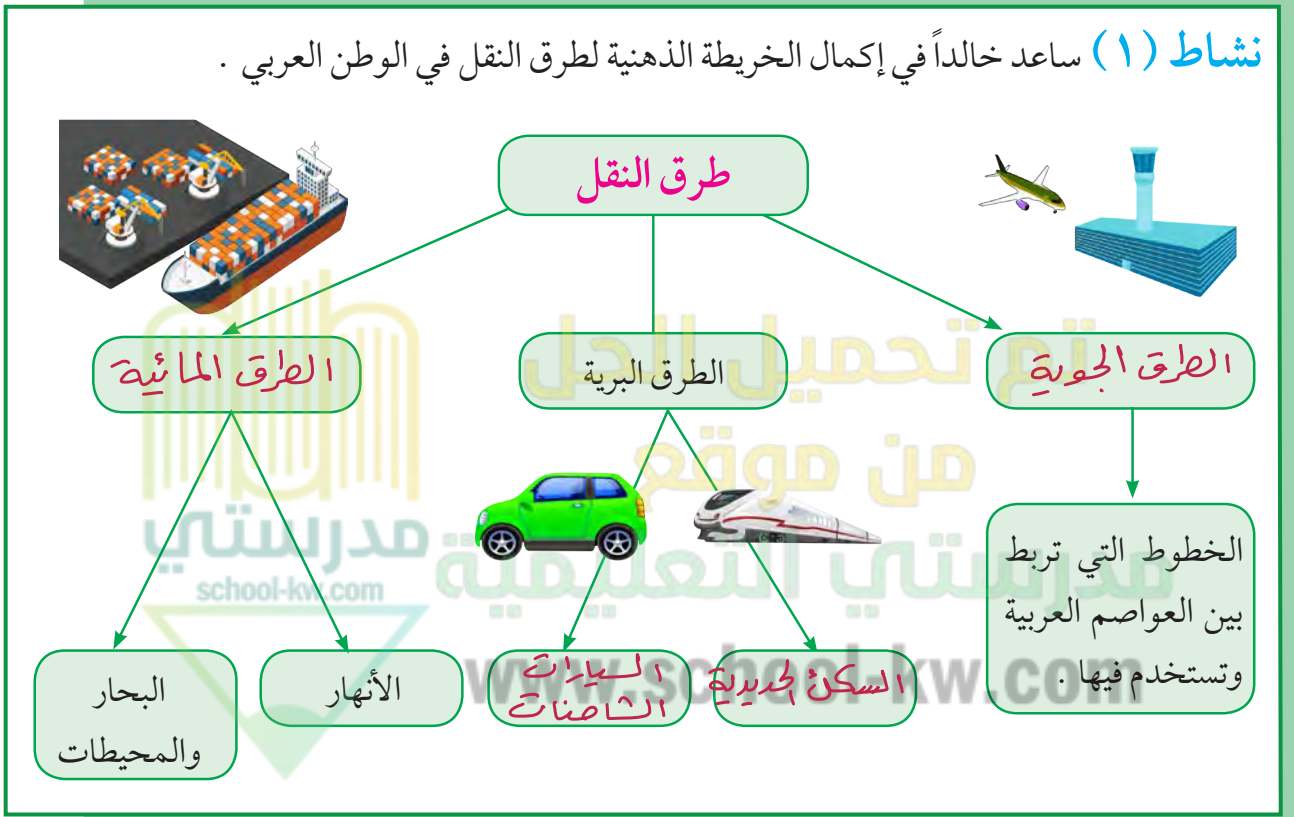 نشاط (١) ساعد خالداً في إكمال الخريطة الذهنية لطرق النقل في الوطن العربي .
طرق النقل
الطرق الجوية
الطرق البرية
الطرق المائية
الخطوط التي تربط
بين العواصم العربية
وتستخدم فيها .
السكك الحديدية
السيارات
الشاحنات
الأنهار
البحار
والمحيطات
تم تحميل الحل
من موقع
مدرستي التعليمية
www.school-kw.com
مدرستي
school-kw.com